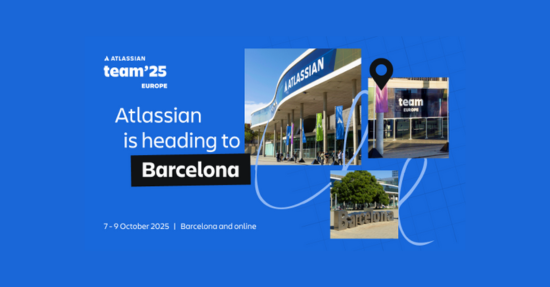 ATLASSIAN
team'25
EUROPE
Atlassian
is heading to
Barcelona
7 - 9 October 2025 | Barcelona and online
ATLASSIAN
team
EUROPE
Barcelona